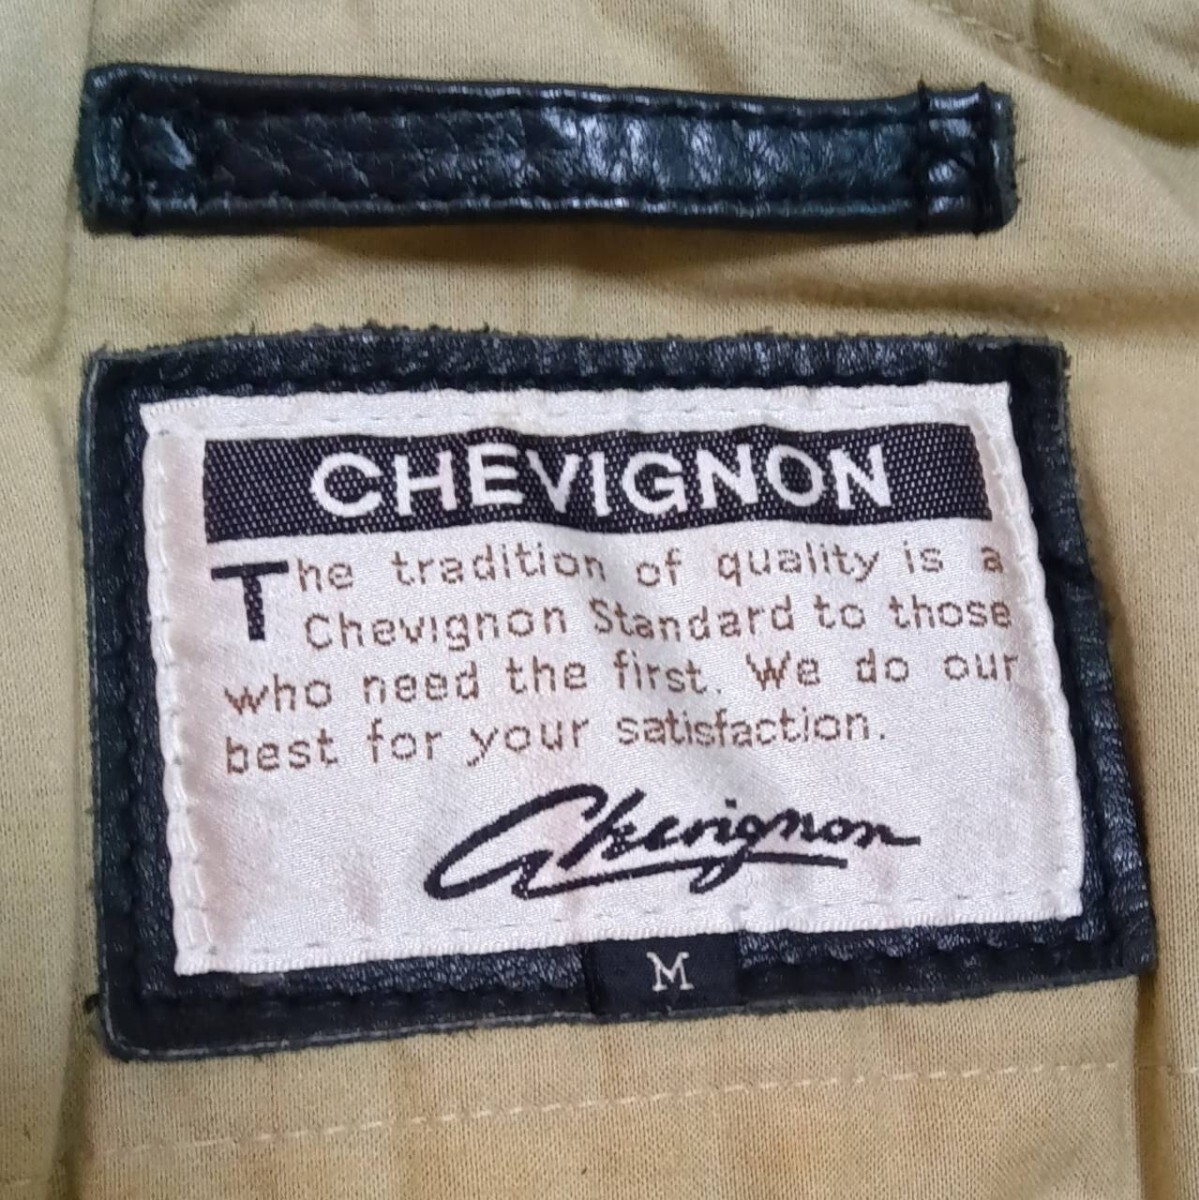 CHEVIGNON
The tradition of quality is a
Chevignon Standard to those
who need the first. We do our
best for your satisfaction.
Chevignon
M